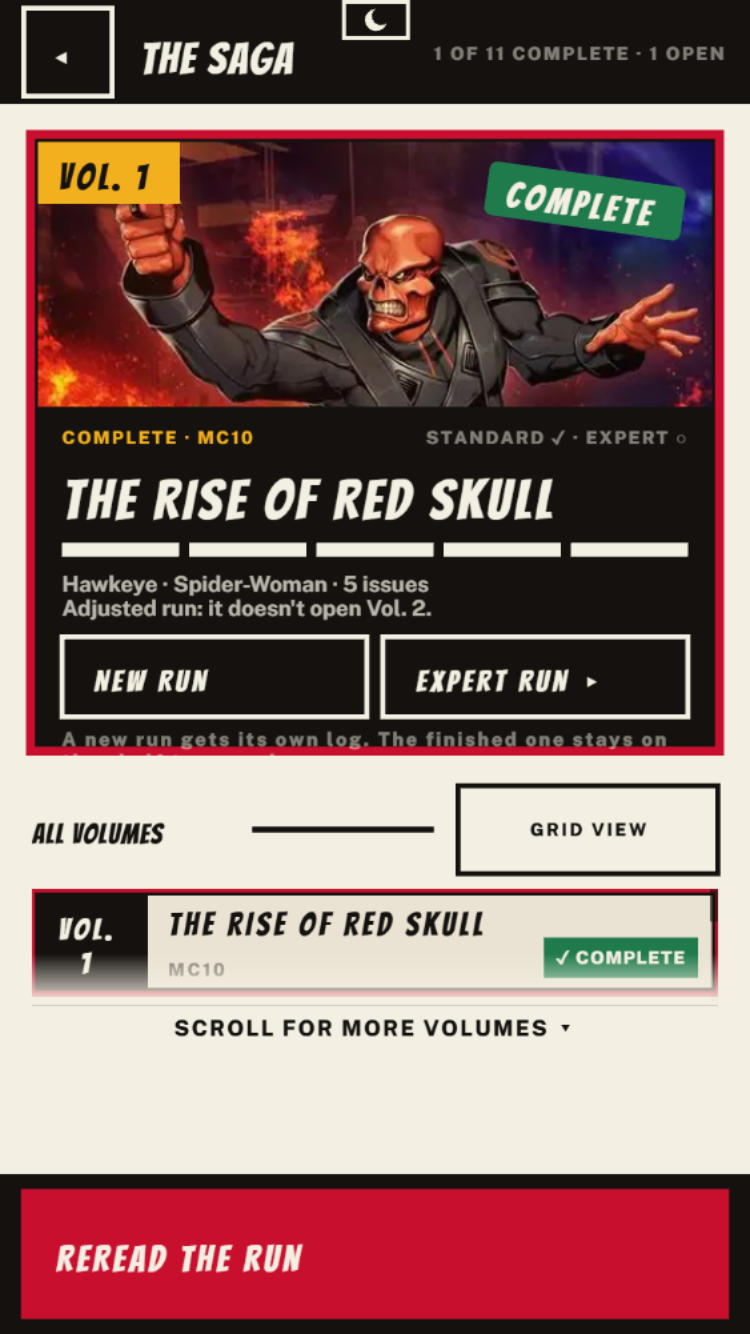 THE SAGA
1 OF 11 COMPLETE · 1 OPEN
VOL. 1
COMPLETE
COMPLETE · MC10
STANDARD ✓ · EXPERT ○
THE RISE OF RED SKULL
Hawkeye · Spider-Woman · 5 issues
Adjusted run: it doesn't open Vol. 2.
NEW RUN
EXPERT RUN ▸
A new run gets its own log. The finished one stays on
ALL VOLUMES
GRID VIEW
VOL.
1
THE RISE OF RED SKULL
MC10
✓ COMPLETE
SCROLL FOR MORE VOLUMES ▾
REREAD THE RUN